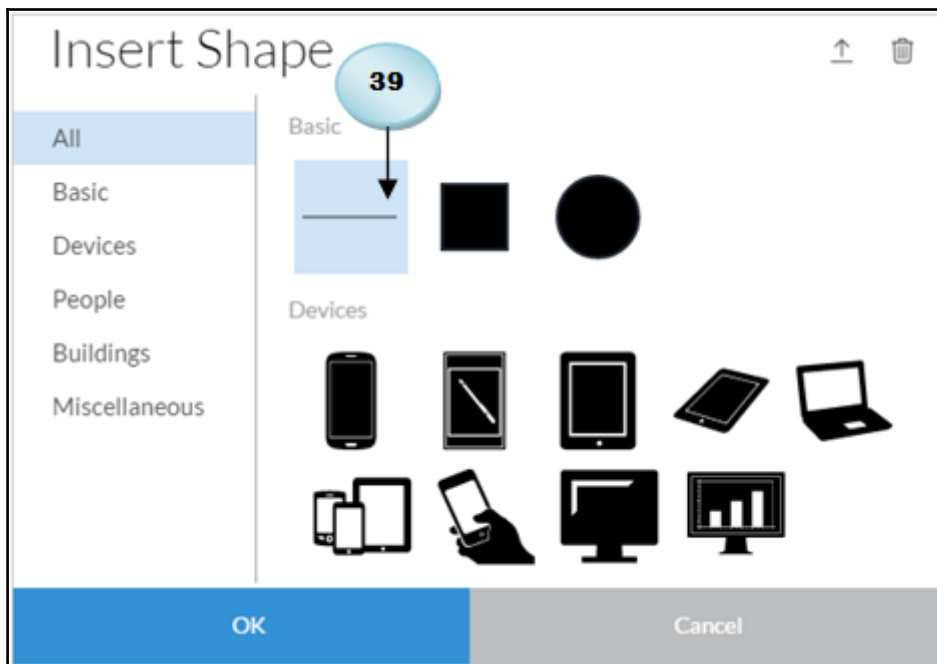 Insert Shape
39
All
Basic
Devices
People
Buildings
Miscellaneous
Basic
Devices
OK
Cancel